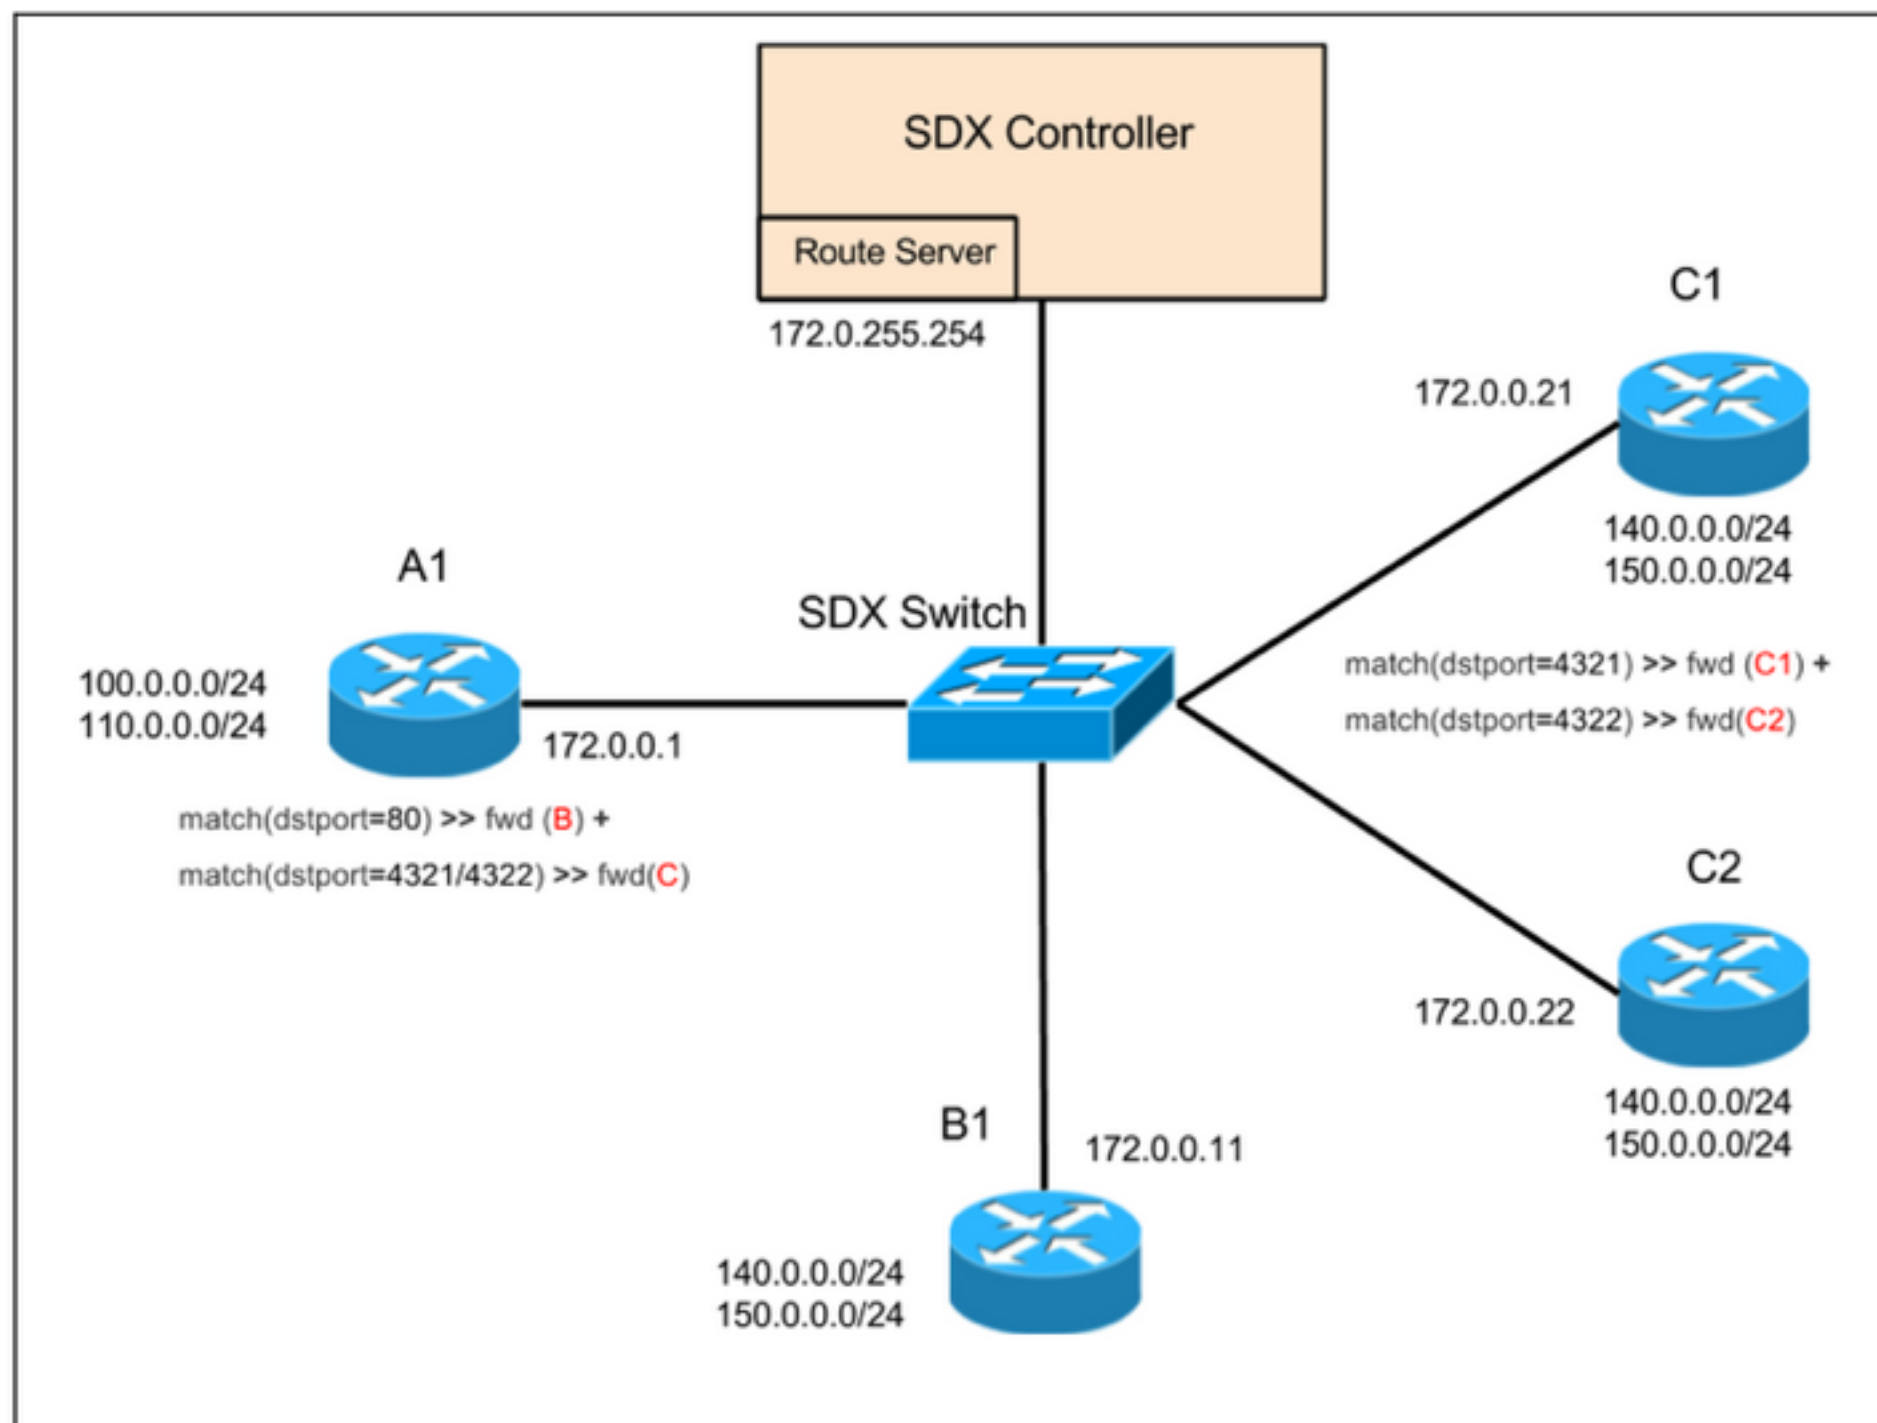 SDX Controller
Route Server
172.0.255.254
C1
172.0.0.21
140.0.0.0/24
150.0.0.0/24
A1
SDX Switch
100.0.0.0/24
110.0.0.0/24
172.0.0.1
match(dstport=4321) >> fwd (C1) +
match(dstport=4322) >> fwd(C2)
match(dstport=80) >> fwd (B) +
match(dstport=4321/4322) >> fwd(C)
C2
172.0.0.22
140.0.0.0/24
150.0.0.0/24
B1
172.0.0.11
140.0.0.0/24
150.0.0.0/24